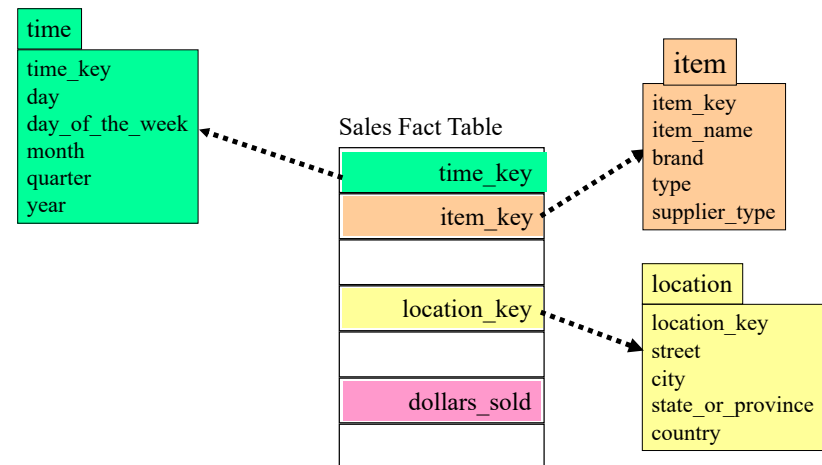 time
time_key
day
day_of_the_week
month
quarter
year
Sales Fact Table
time_key
item_key
location_key
dollars_sold
item
item_key
item_name
brand
type
supplier_type
location
location_key
street
city
state_or_province
country